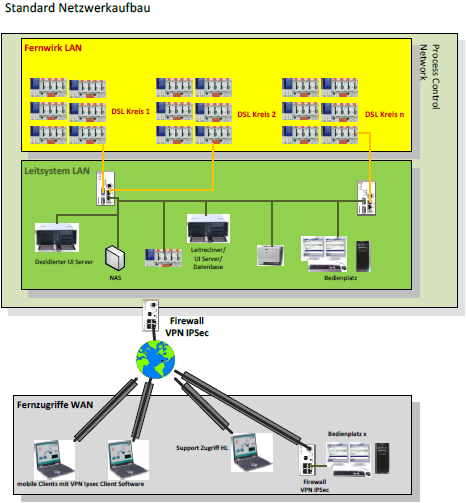 Standard Netzwerkaufbau
Fernwirk LAN
Process Control
Network
DSL Kreis 1
DSL Kreis 2
DSL Kreis n
Leitsystem LAN
Dezidierter UI Server
NAS
Leitrechner/
UI Server/
Datenbase
Bedienplatz
Firewall
VPN IPSec
Fernzugriffe WAN
Bedienplatz x
Support Zugriff HL
mobile Clients mit VPN Ipsec Client Software
Firewall
VPN IPSec